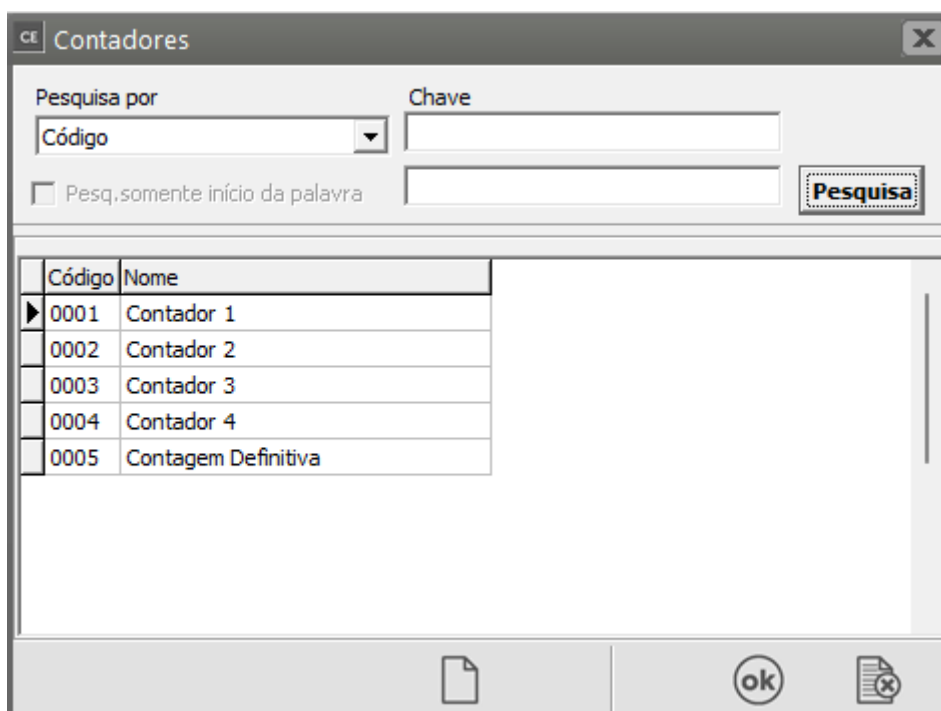 CE Contadores
Pesquisa por Chave
Código
Pesq.somente início da palavra Pesquisa
Código Nome
0001 Contador 1
0002 Contador 2
0003 Contador 3
0004 Contador 4
0005 Contagem Definitiva
ok